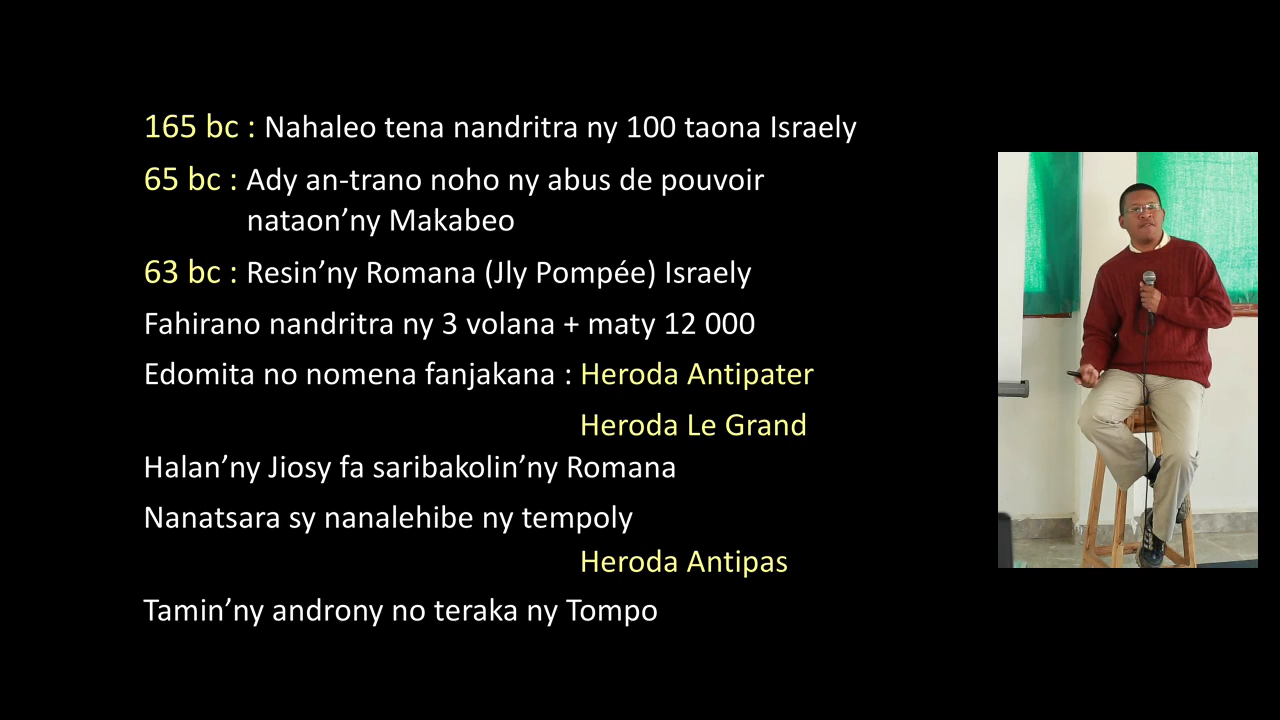 165 bc : Nahaleo tena nandritra ny 100 taona Israely
65 bc : Ady an-trano noho ny abus de pouvoir
nataon’ny Makabeo
63 bc : Resin’ny Romana (Jly Pompée) Israely
Fahirano nandritra ny 3 volana + maty 12 000
Edomita no nomena fanjakana : Heroda Antipater
Heroda Le Grand
Halan’ny Jiosy fa saribakolin’ny Romana
Nanatsara sy nanalehibe ny tempoly
Heroda Antipas
Tamin’ny androny no teraka ny Tompo